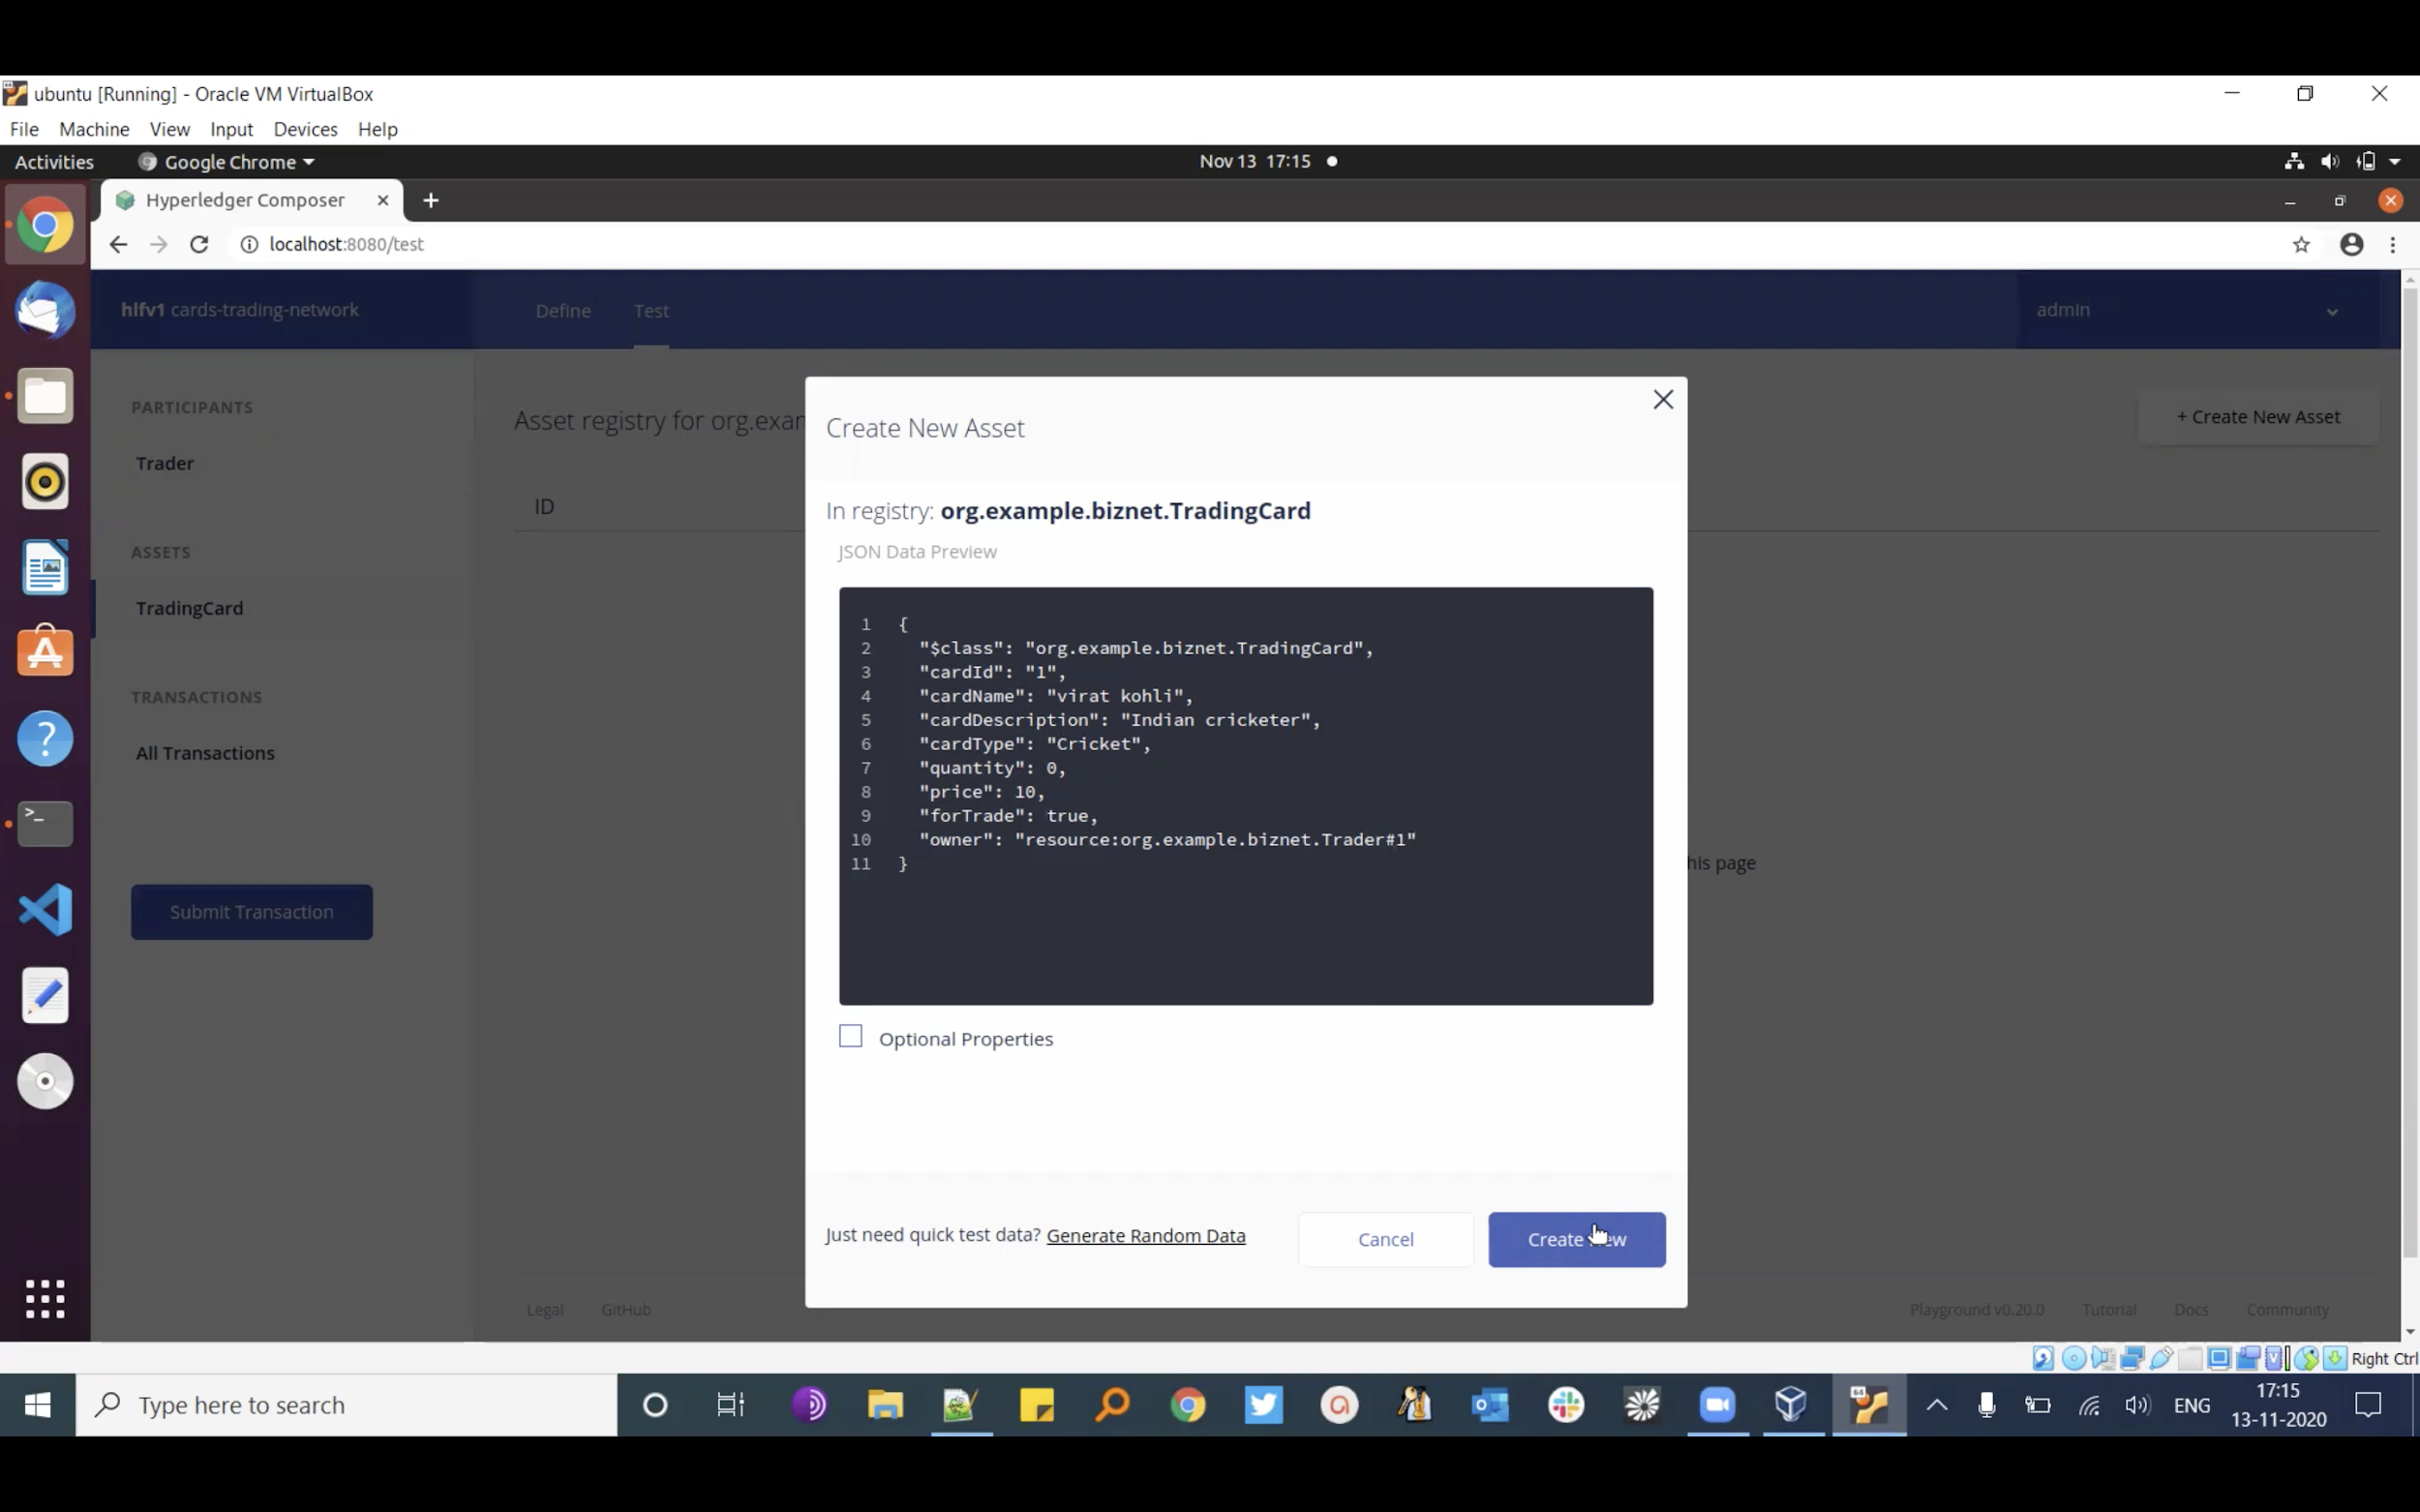 ubuntu [Running] - Oracle VM VirtualBox
File Machine View Input Devices Help
Activities Google Chrome Nov 13 17:15
Hyperledger Composer
localhost:8080/test
hlfv1 cards-trading-network Define Test admin
PARTICIPANTS
Trader
ASSETS
TradingCard
TRANSACTIONS
All Transactions
Submit Transaction
Asset registry for org.exam
+ Create New Asset
ID
his page
Create New Asset
In registry: org.example.biznet.TradingCard
JSON Data Preview
1 {
2 "$class": "org.example.biznet.TradingCard",
3 "cardId": "1",
4 "cardName": "virat kohli",
5 "cardDescription": "Indian cricketer",
6 "cardType": "Cricket",
7 "quantity": 0,
8 "price": 10,
9 "forTrade": true,
10 "owner": "resource:org.example.biznet.Trader#1"
11 }
Optional Properties
Just need quick test data? Generate Random Data
Cancel
Create New
Legal GitHub Playground v0.20.0 Tutorial Docs Community
Right Ctrl
Type here to search
ENG
17:15
13-11-2020